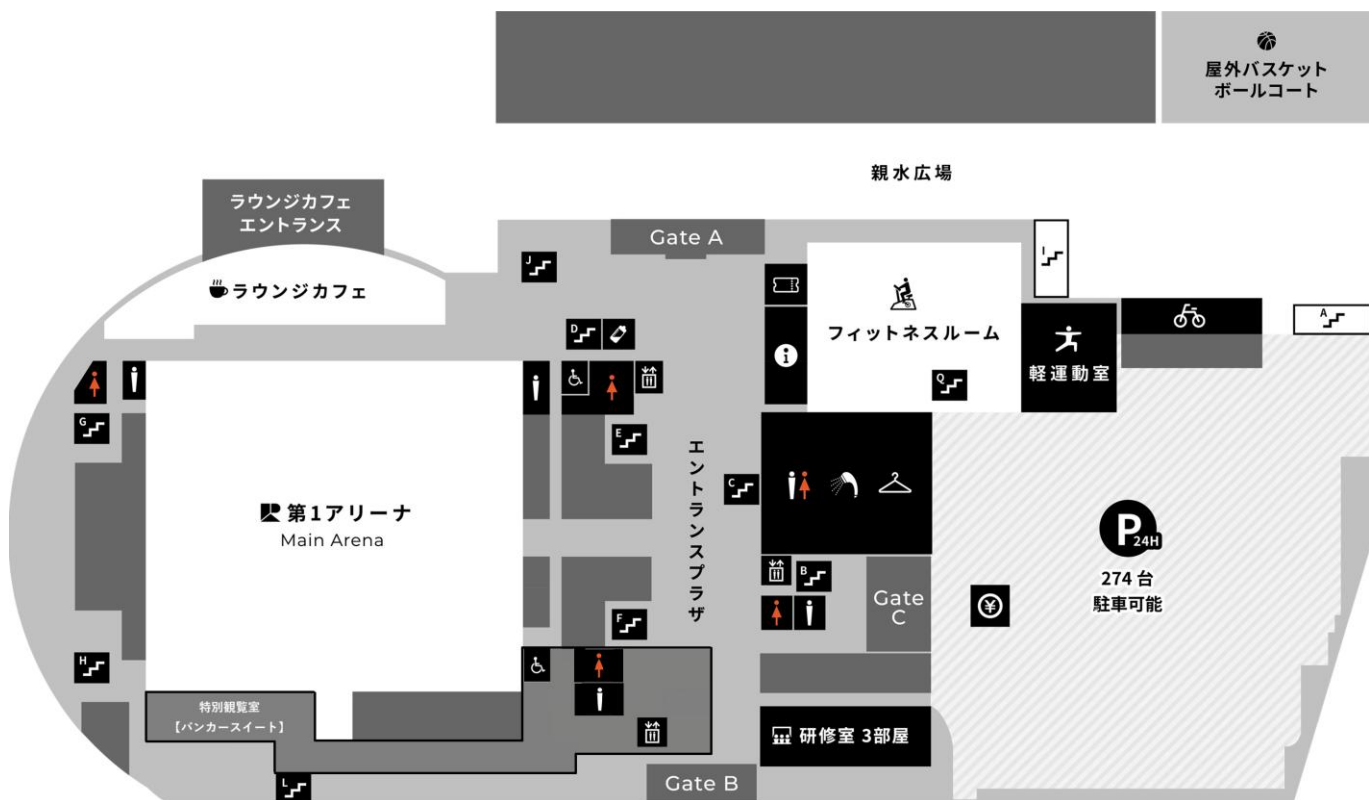 屋外バスケット
ボールコート
親水広場
ラウンジカフェ
エントランス
Gate A
I
J
ラウンジカフェ
A
D
フィットネスルーム
軽運動室
Q
G
E
エントランスプラザ
C
第1アリーナ
Main Arena
P
24H
274 台
駐車可能
B
Gate
C
¥
F
H
特別観覧室
【バンカースイート】
研修室 3部屋
L
Gate B